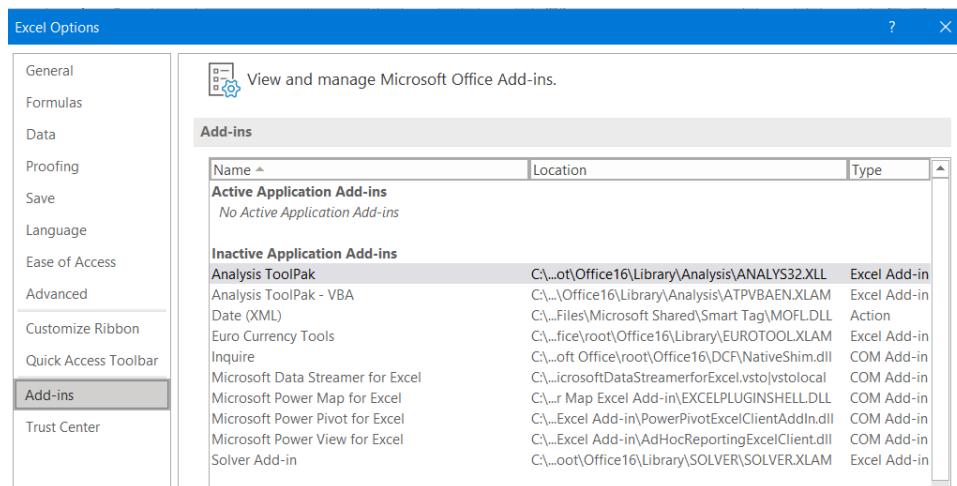 Excel Options ?
General
Formulas
Data
Proofing
Save
Language
Ease of Access
Advanced
Customize Ribbon
Quick Access Toolbar
Add-ins
Trust Center
View and manage Microsoft Office Add-ins.
Add-ins
Name Location Type
Active Application Add-ins
No Active Application Add-ins
Inactive Application Add-ins
Analysis ToolPak C:\...ot\Office16\Library\Analysis\ANALYS32.XLL Excel Add-in
Analysis ToolPak - VBA C:\...\Office16\Library\Analysis\ATPVBAEN.XLAM Excel Add-in
Date (XML) C:\...Files\Microsoft Shared\Smart Tag\MOFL.DLL Action
Euro Currency Tools C:\...fice\root\Office16\Library\EUROTOOL.XLAM Excel Add-in
Inquire C:\...oft Office\root\Office16\DCF\NativeShim.dll COM Add-in
Microsoft Data Streamer for Excel C:\...icrosoftDataStreamerforExcel.vsto|vstolocal COM Add-in
Microsoft Power Map for Excel C:\...r Map Excel Add-in\EXCELPLUGINSHELL.DLL COM Add-in
Microsoft Power Pivot for Excel C:\...Excel Add-in\PowerPivotExcelClientAddIn.dll COM Add-in
Microsoft Power View for Excel C:\...Excel Add-in\AdHocReportingExcelClient.dll COM Add-in
Solver Add-in C:\...oot\Office16\Library\SOLVER\SOLVER.XLAM Excel Add-in